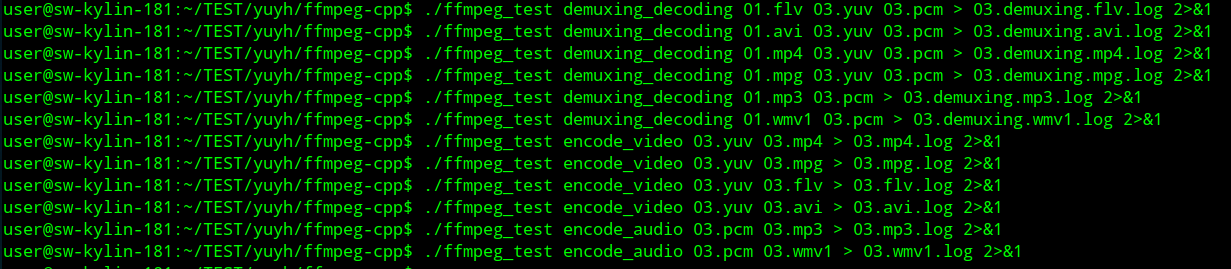 user@sw-kylin-181:~/TEST/yuyh/ffmpeg-cpp$ ./ffmpeg_test demuxing_decoding 01.flv 03.yuv 03.pcm > 03.demuxing.flv.log 2>&1
user@sw-kylin-181:~/TEST/yuyh/ffmpeg-cpp$ ./ffmpeg_test demuxing_decoding 01.avi 03.yuv 03.pcm > 03.demuxing.avi.log 2>&1
user@sw-kylin-181:~/TEST/yuyh/ffmpeg-cpp$ ./ffmpeg_test demuxing_decoding 01.mp4 03.yuv 03.pcm > 03.demuxing.mp4.log 2>&1
user@sw-kylin-181:~/TEST/yuyh/ffmpeg-cpp$ ./ffmpeg_test demuxing_decoding 01.mpg 03.yuv 03.pcm > 03.demuxing.mpg.log 2>&1
user@sw-kylin-181:~/TEST/yuyh/ffmpeg-cpp$ ./ffmpeg_test demuxing_decoding 01.mp3 03.pcm > 03.demuxing.mp3.log 2>&1
user@sw-kylin-181:~/TEST/yuyh/ffmpeg-cpp$ ./ffmpeg_test demuxing_decoding 01.wmv1 03.pcm > 03.demuxing.wmv1.log 2>&1
user@sw-kylin-181:~/TEST/yuyh/ffmpeg-cpp$ ./ffmpeg_test encode_video 03.yuv 03.mp4 > 03.mp4.log 2>&1
user@sw-kylin-181:~/TEST/yuyh/ffmpeg-cpp$ ./ffmpeg_test encode_video 03.yuv 03.mpg > 03.mpg.log 2>&1
user@sw-kylin-181:~/TEST/yuyh/ffmpeg-cpp$ ./ffmpeg_test encode_video 03.yuv 03.flv > 03.flv.log 2>&1
user@sw-kylin-181:~/TEST/yuyh/ffmpeg-cpp$ ./ffmpeg_test encode_video 03.yuv 03.avi > 03.avi.log 2>&1
user@sw-kylin-181:~/TEST/yuyh/ffmpeg-cpp$ ./ffmpeg_test encode_audio 03.pcm 03.mp3 > 03.mp3.log 2>&1
user@sw-kylin-181:~/TEST/yuyh/ffmpeg-cpp$ ./ffmpeg_test encode_audio 03.pcm 03.wmv1 > 03.wmv1.log 2>&1